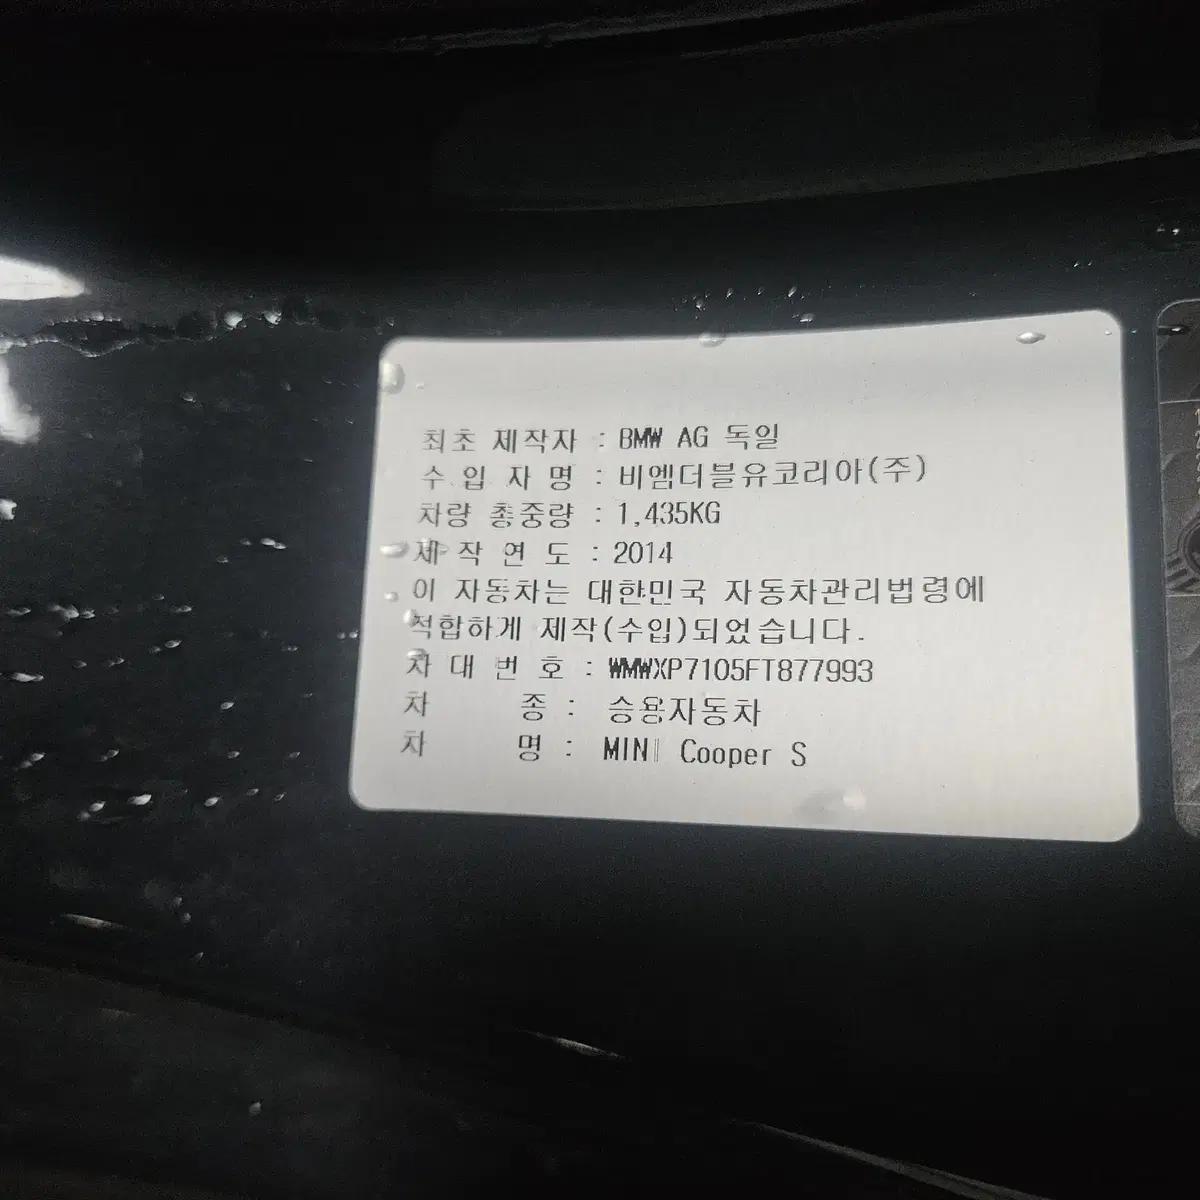 최초 제작자 : BMW AG 독일
수 입 자 명 : 비엠더블유코리아(주)
차량 총중량 : 1,435KG
제 작 연 도 : 2014
이 자동차는 대한민국 자동차관리법령에
적합하게 제작(수입)되었습니다.
차 대 번 호 : WMWXP7105FT877993
차 종 : 승용자동차
차 명 : MINI Cooper S